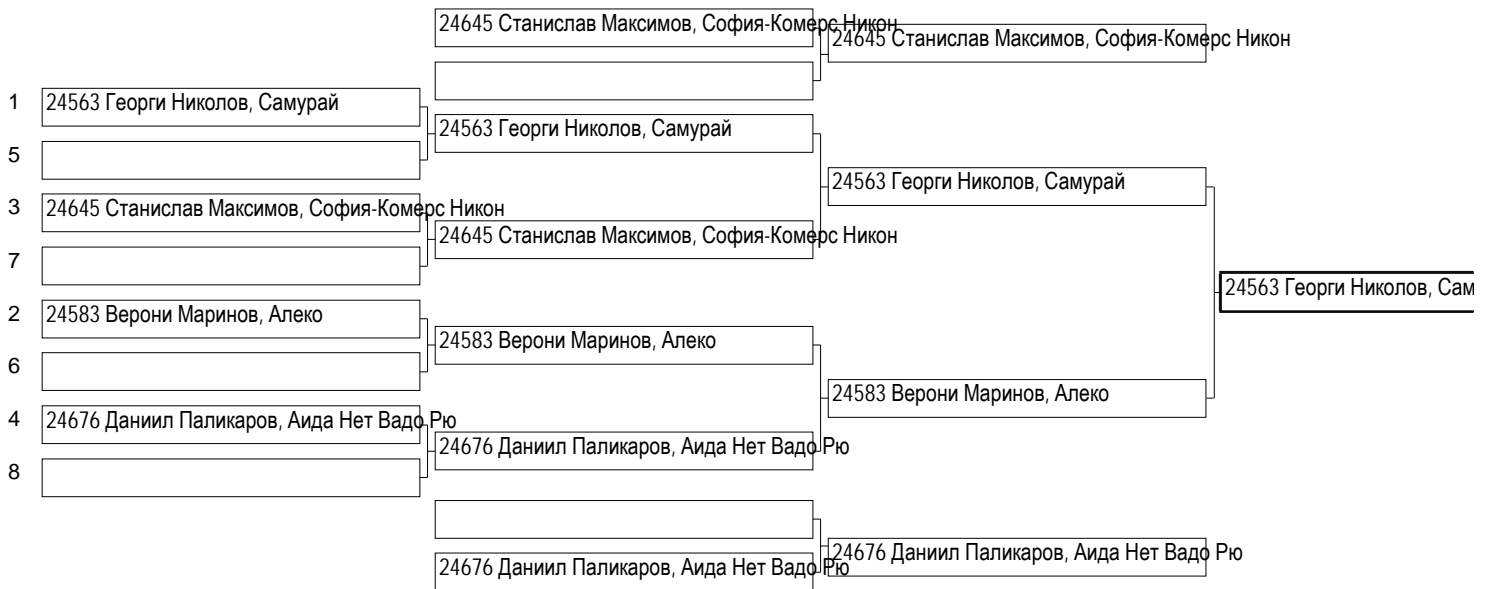 24645 Станислав Максимов, София-Комерс Никон
24645 Станислав Максимов, София-Комерс Никон
1 24563 Георги Николов, Самурай
24563 Георги Николов, Самурай
5
24563 Георги Николов, Самурай
3 24645 Станислав Максимов, София-Комерс Никон
24645 Станислав Максимов, София-Комерс Никон
7
24563 Георги Николов, Сам
2 24583 Верони Маринов, Алеко
24583 Верони Маринов, Алеко
6
24583 Верони Маринов, Алеко
4 24676 Даниил Паликаров, Аида Нет Вадо Рю
24676 Даниил Паликаров, Аида Нет Вадо Рю
8
24676 Даниил Паликаров, Аида Нет Вадо Рю
24676 Даниил Паликаров, Аида Нет Вадо Рю